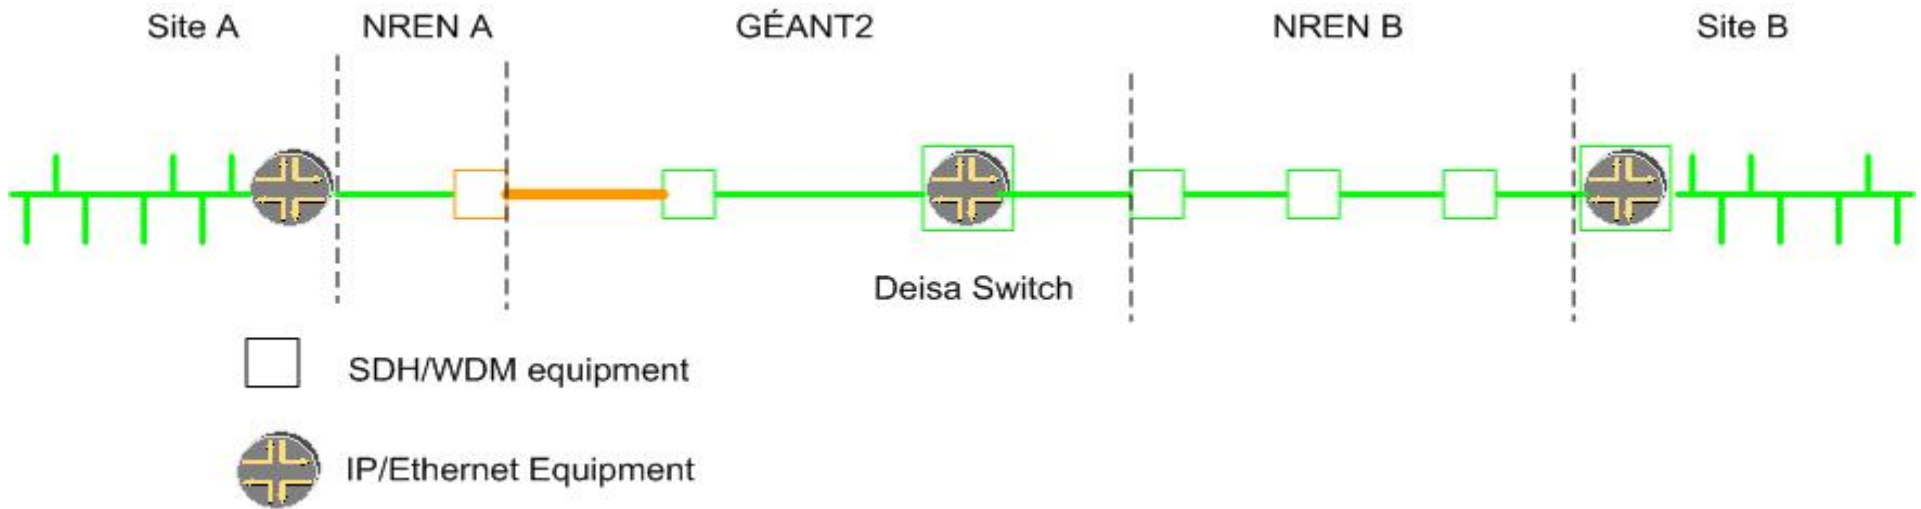 Site A
NREN A
GÉANT2
NREN B
Site B
Deisa Switch
SDH/WDM equipment
IP/Ethernet Equipment